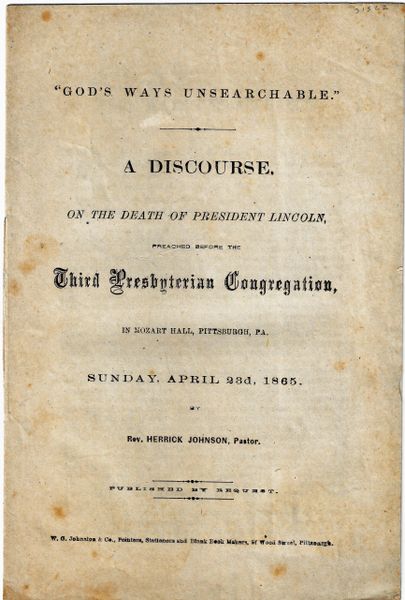 "GOD'S WAYS UNSEARCHABLE."
A DISCOURSE,
ON THE DEATH OF PRESIDENT LINCOLN,
PREACHED BEFORE THE
Third Presbyterian Congregation,
IN MOZART HALL, PITTSBURGH, PA.
SUNDAY, APRIL 23d, 1865.
BY
Rev. HERRICK JOHNSON, Pastor.
PUBLISHED BY REQUEST.
W. G. Johnston & Co., Printers, Stationers and Blank Book Makers, Wood Street, Pittsburgh.